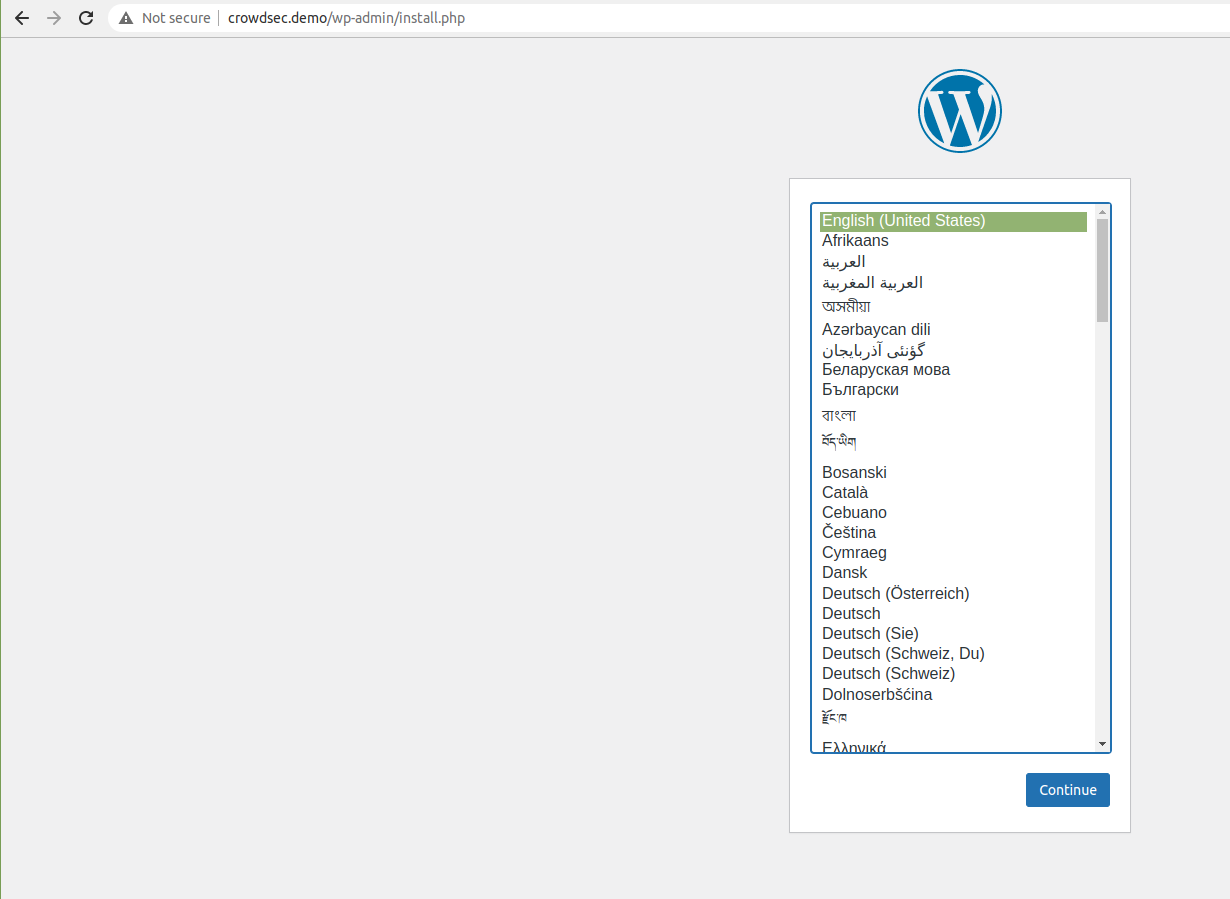 Not secure
crowdsec.demo/wp-admin/install.php
English (United States)
Afrikaans
العربية
العربية المغربية
অসমীয়া
Azərbaycan dili
گؤنئی آذربایجان
Беларуская мова
Български
বাংলা
བོད་ཡིག
Bosanski
Català
Cebuano
Čeština
Cymraeg
Dansk
Deutsch (Österreich)
Deutsch
Deutsch (Sie)
Deutsch (Schweiz, Du)
Deutsch (Schweiz)
Dolnoserbšćina
རྫོང་ཁ
Ελληνικά
Continue